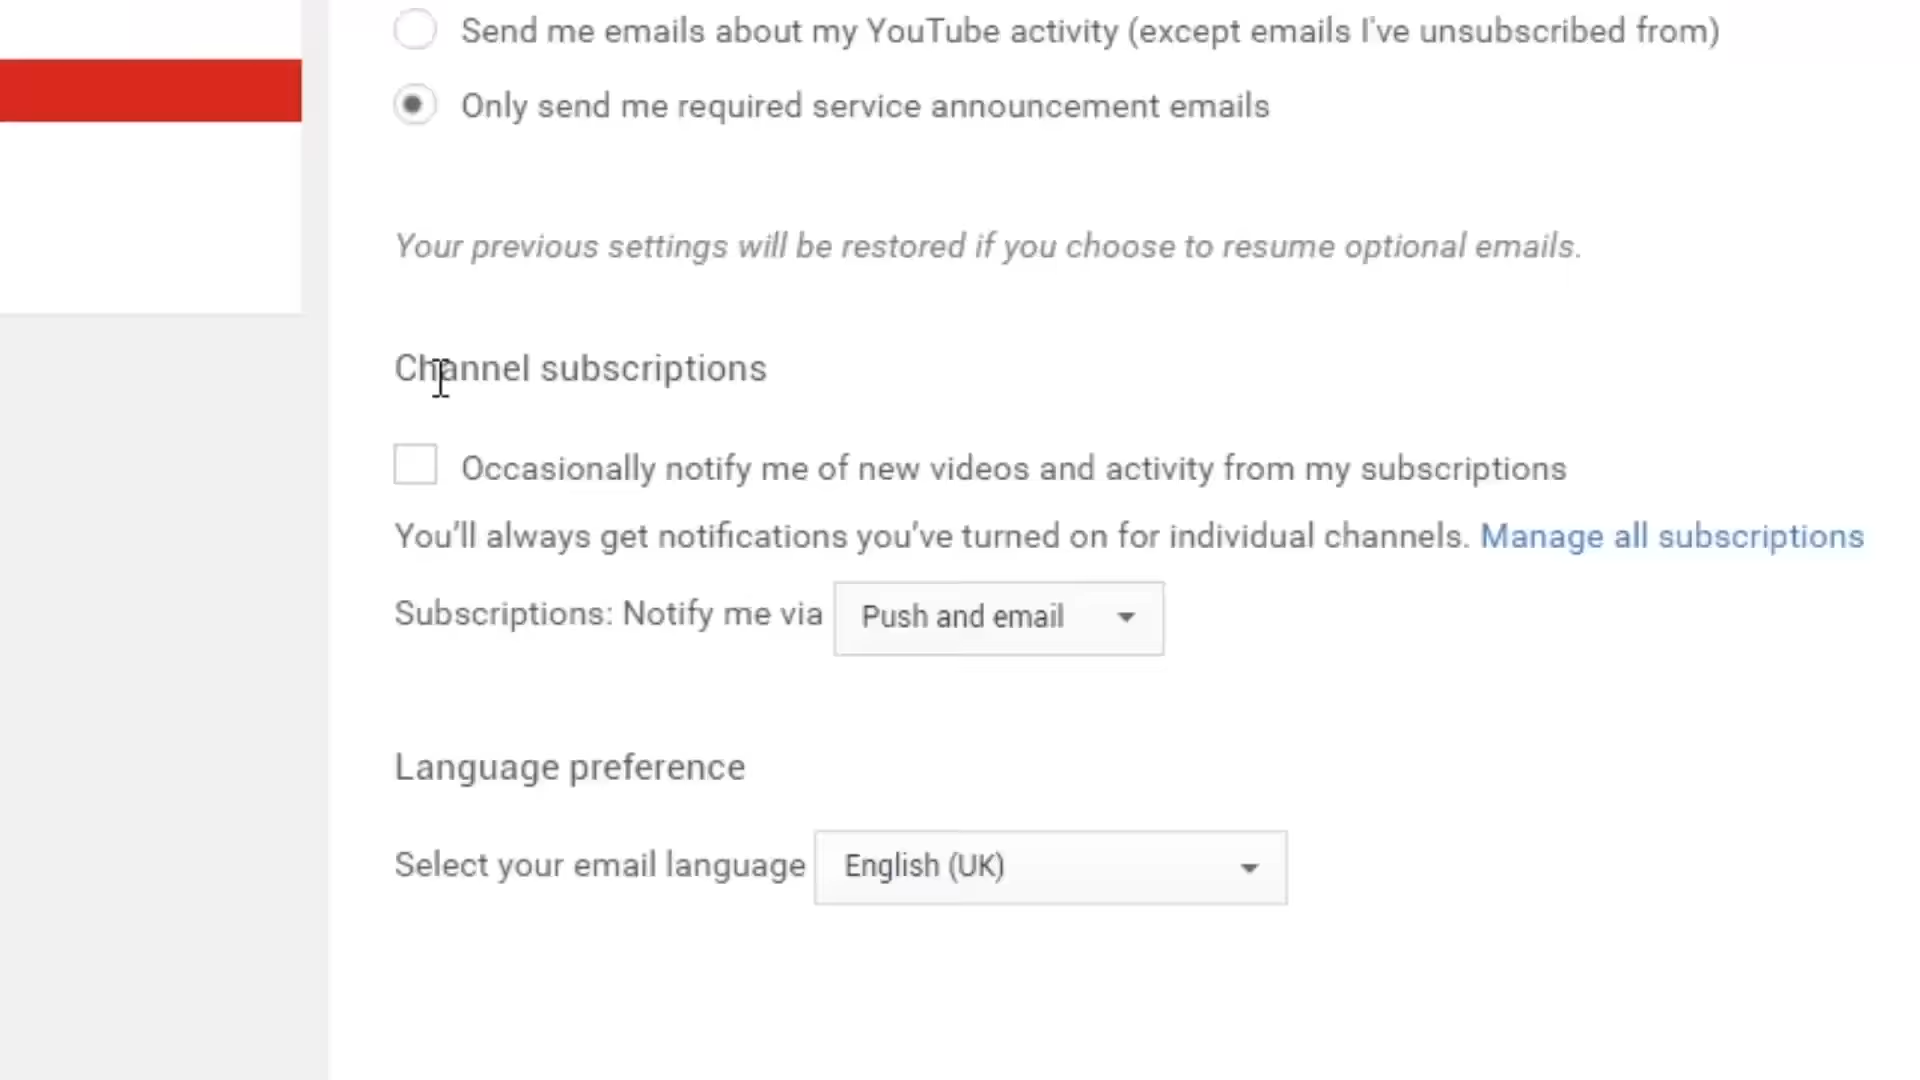 Send me emails about my YouTube activity (except emails I've unsubscribed from)
Only send me required service announcement emails
Your previous settings will be restored if you choose to resume optional emails.
Channel subscriptions
Occasionally notify me of new videos and activity from my subscriptions
You’ll always get notifications you’ve turned on for individual channels. Manage all subscriptions
Subscriptions: Notify me via Push and email
Language preference
Select your email language English (UK)